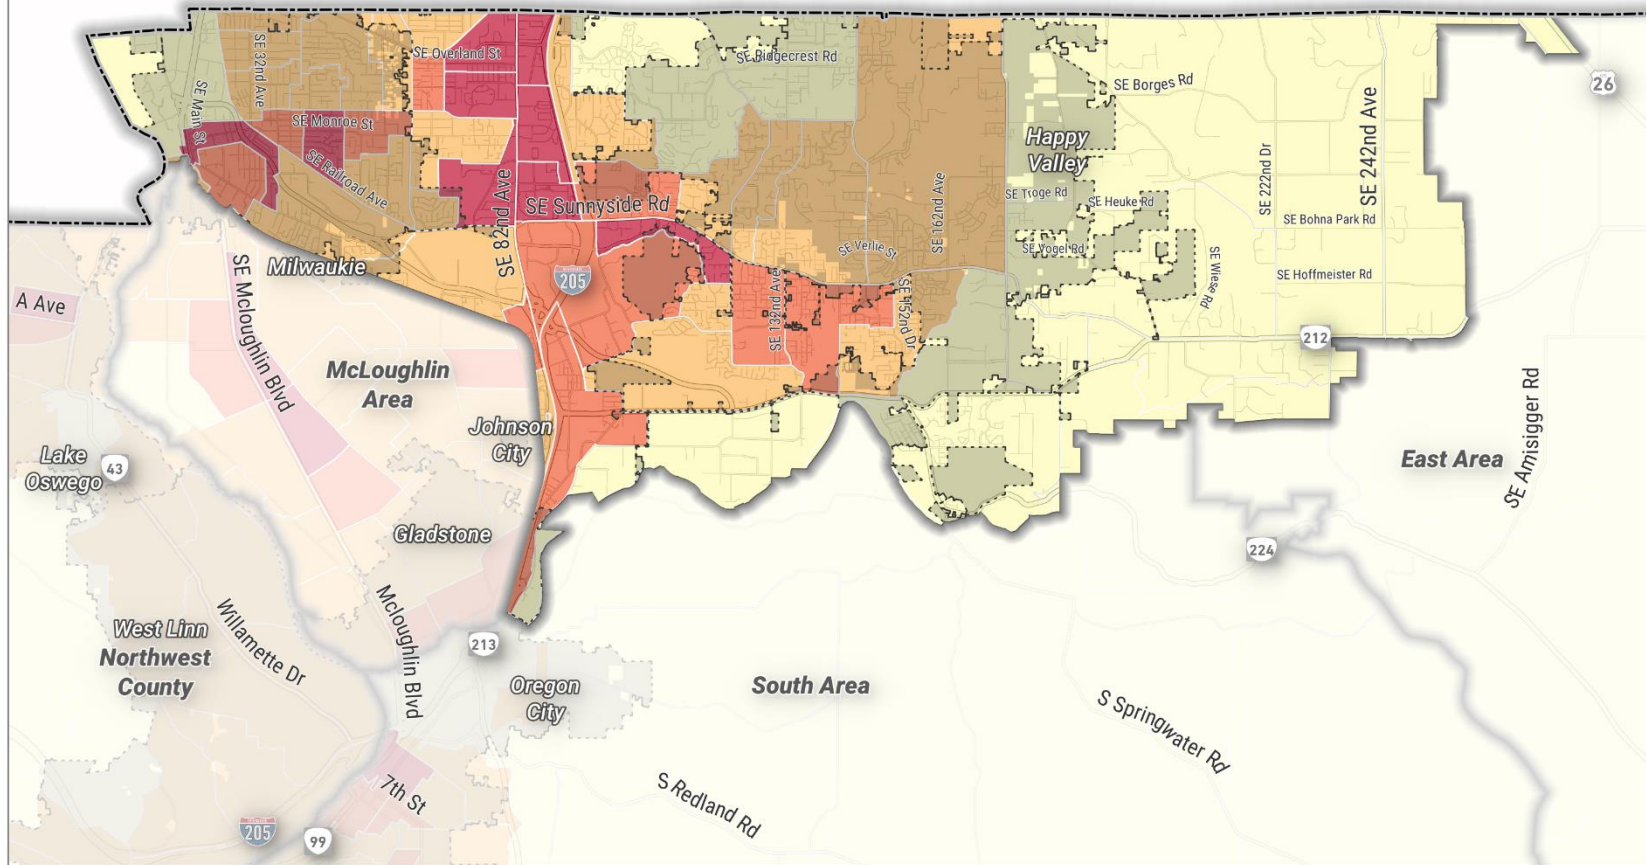 SE Overland St
SE 32nd Ave
SE Ridgecrest Rd
SE Borges Rd
26
SE Main St
SE Monroe St
SE Railroad Ave
SE 82nd Ave
SE Sunnyside Rd
Happy
Valley
SE 162nd Ave
SE Troge Rd
SE Heuke Rd
SE 222nd Dr
SE 242nd Ave
SE Bohna Park Rd
SE Verlie St
SE Vogel Rd
SE Wiese Rd
SE Hoffmeister Rd
Milwaukie
205
SE 132nd Ave
SE 152nd Dr
212
A Ave
SE Mcloughlin Blvd
McLoughlin
Area
Johnson
City
Lake
Oswego
43
East Area
SE Amisigger Rd
Gladstone
224
West Linn
Northwest
County
Willamette Dr
Mcloughlin Blvd
213
Oregon
City
South Area
S Springwater Rd
7th St
S Redland Rd
205
99